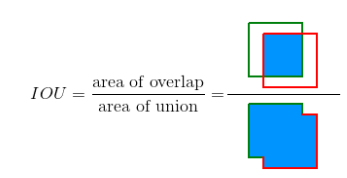 IOU = area of overlap / area of union =